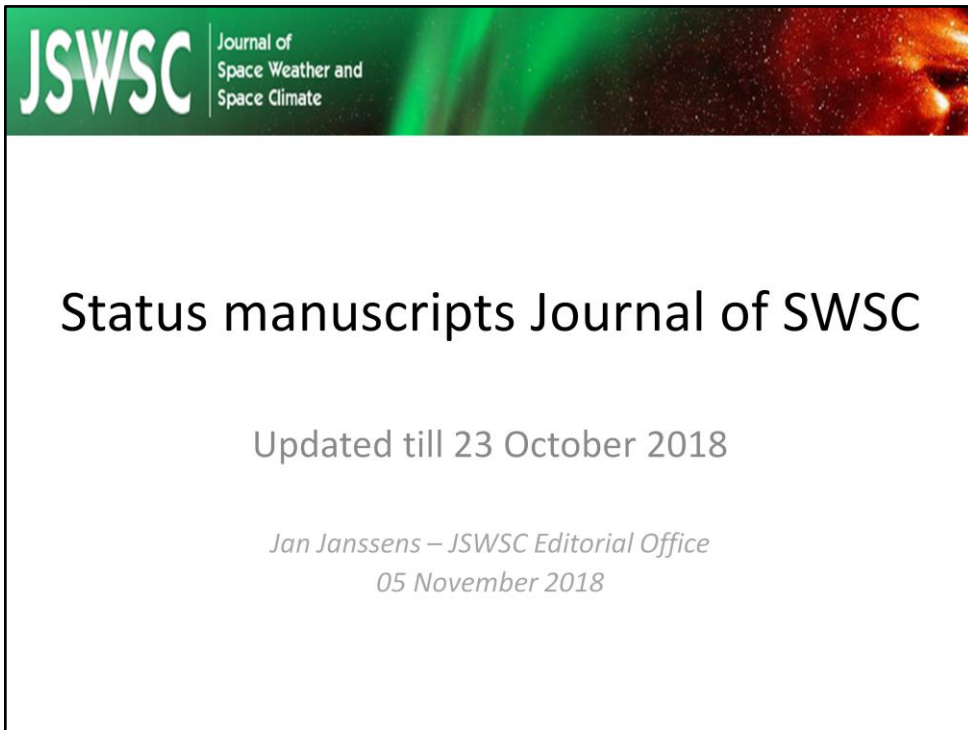 JSWSC
Journal of
Space Weather and
Space Climate
Status manuscripts Journal of SWSC
Updated till 23 October 2018
Jan Janssens – JSWSC Editorial Office
05 November 2018